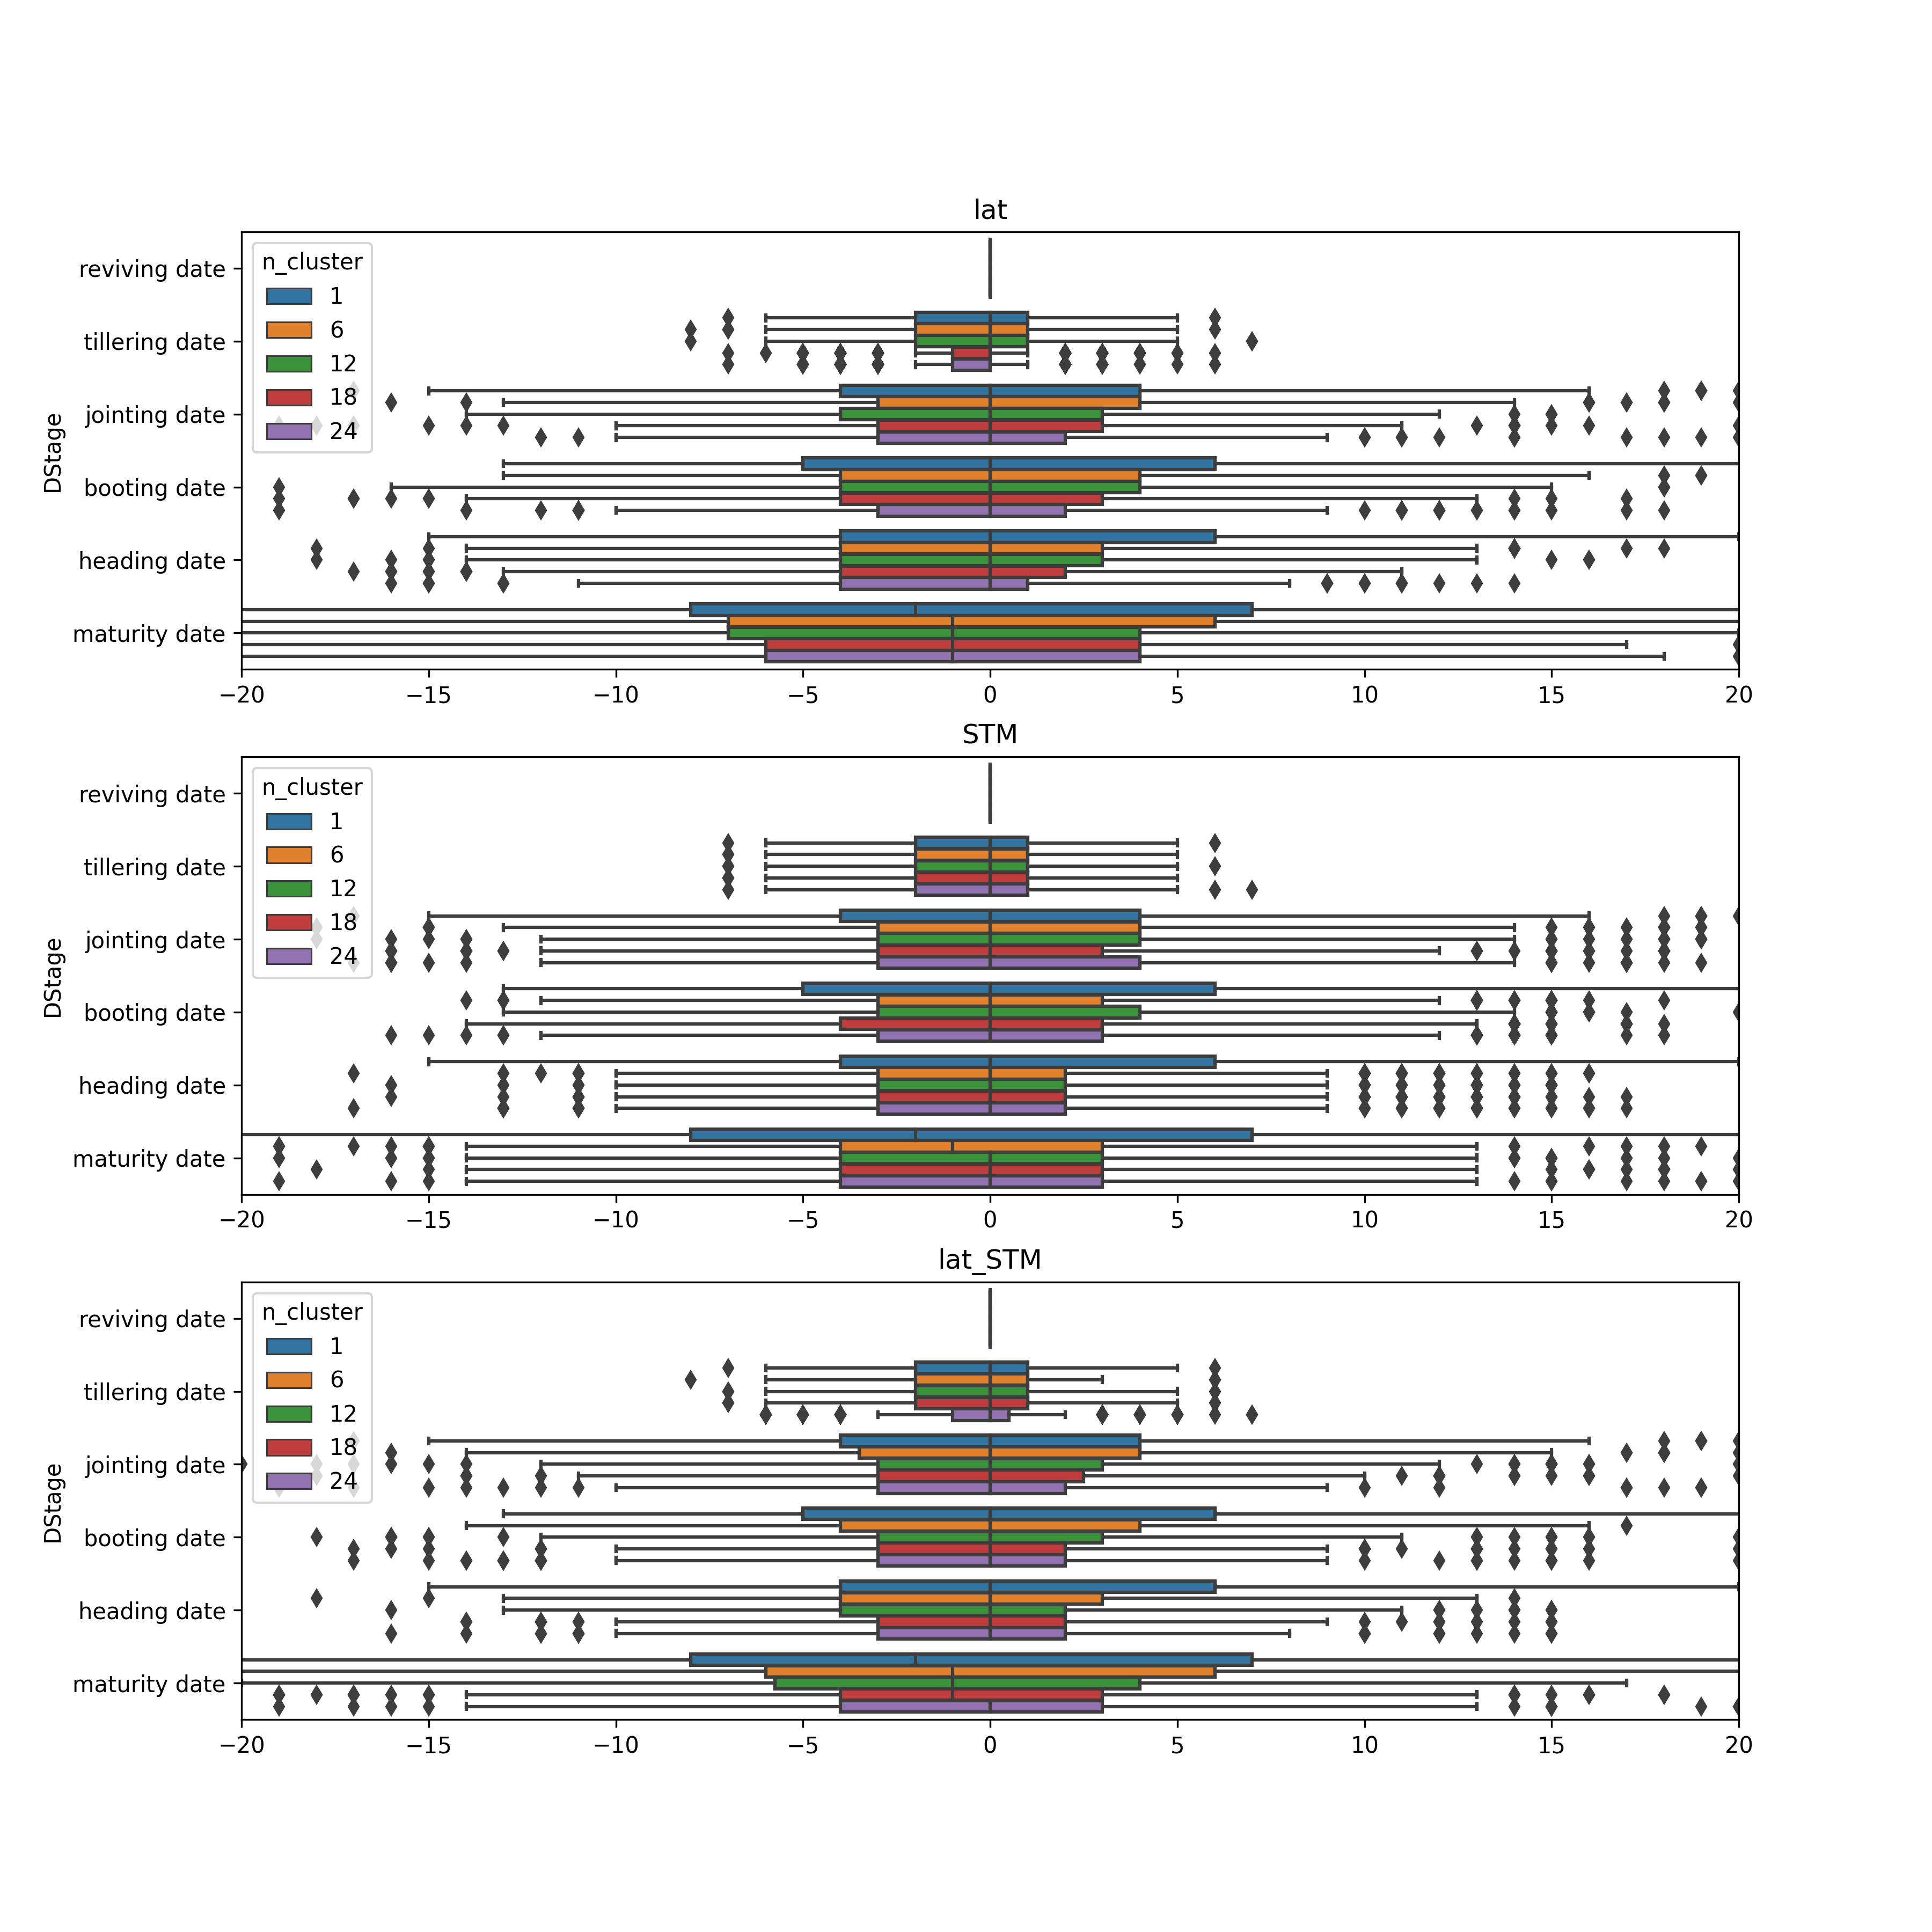 lat
n_cluster
1
6
12
18
24
reviving date
tillering date
jointing date
booting date
heading date
maturity date
DStage
−20 −15 −10 −5 0 5 10 15 20
STM
n_cluster
1
6
12
18
24
reviving date
tillering date
jointing date
booting date
heading date
maturity date
DStage
−20 −15 −10 −5 0 5 10 15 20
lat_STM
n_cluster
1
6
12
18
24
reviving date
tillering date
jointing date
booting date
heading date
maturity date
DStage
−20 −15 −10 −5 0 5 10 15 20